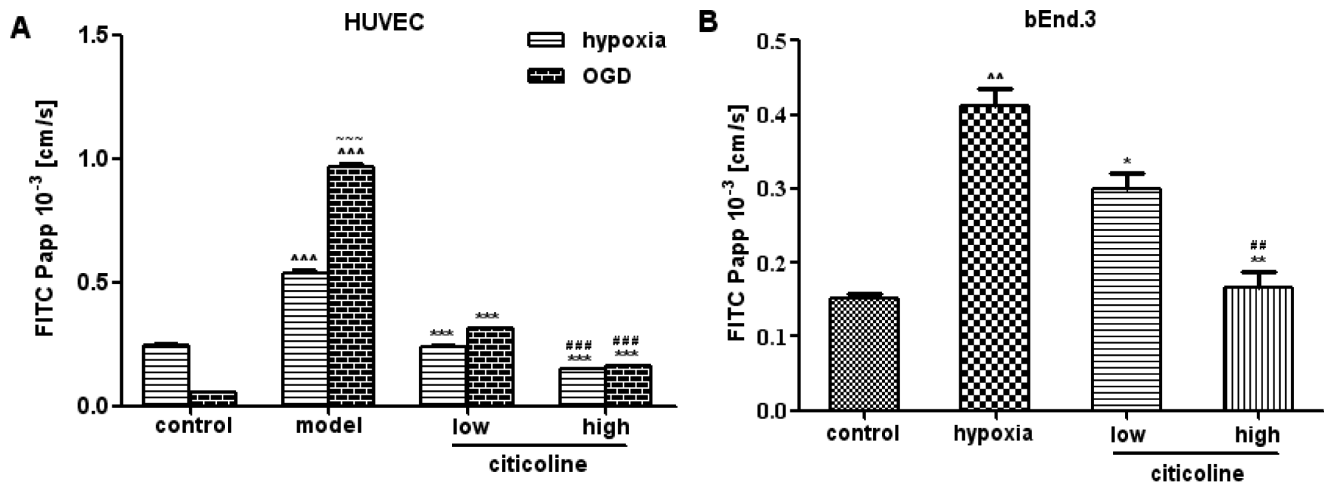 A
HUVEC
hypoxia
OGD
FITC Papp 10⁻³ [cm/s]
1.5
1.0
0.5
0.0
^^^
~~~
^^^
***
***
###
***
###
***
control
model
low
high
citicoline
B
bEnd.3
FITC Papp 10⁻³ [cm/s]
0.5
0.4
0.3
0.2
0.1
0.0
^^
*
##
**
control
hypoxia
low
high
citicoline